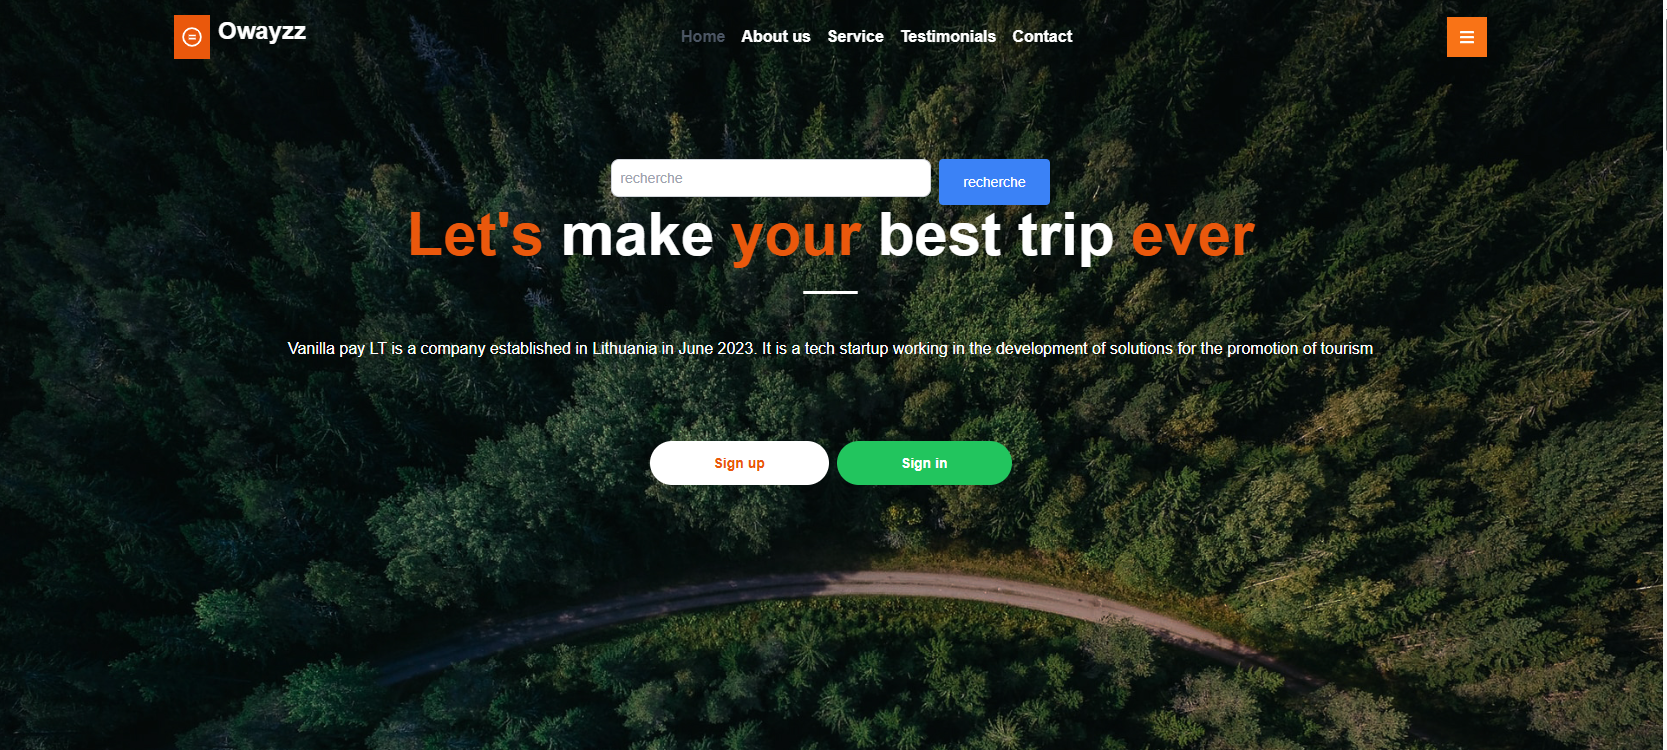 Owayzz
Home About us Service Testimonials Contact
recherche
recherche
Let's make your best trip ever
Vanilla pay LT is a company established in Lithuania in June 2023. It is a tech startup working in the development of solutions for the promotion of tourism
Sign up Sign in